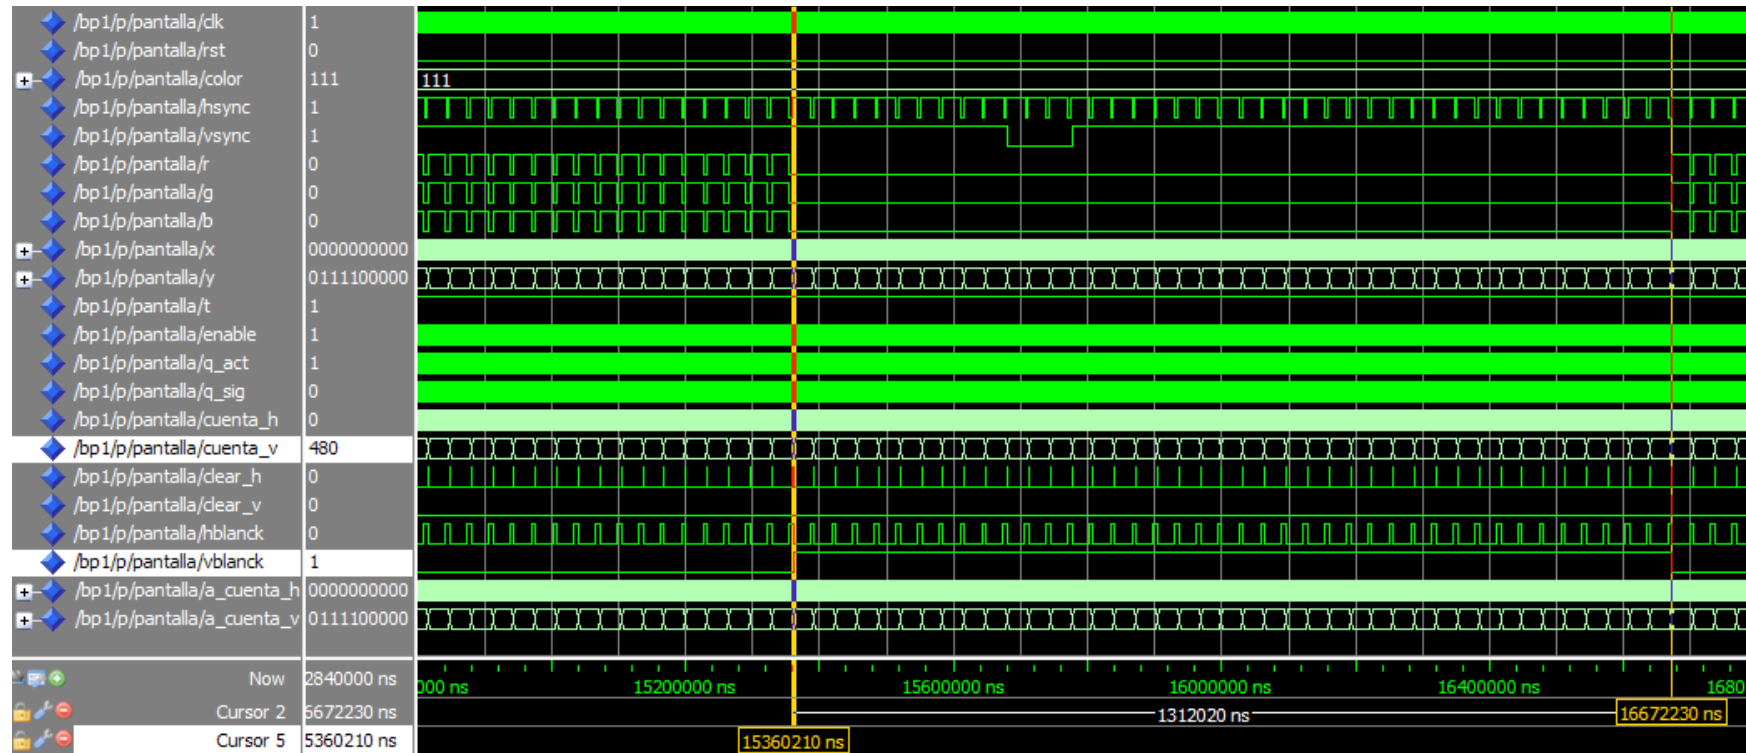 /bp1/p/pantalla/clk 1
/bp1/p/pantalla/rst 0
/bp1/p/pantalla/color 111 111
/bp1/p/pantalla/hsync 1
/bp1/p/pantalla/vsync 1
/bp1/p/pantalla/r 0
/bp1/p/pantalla/g 0
/bp1/p/pantalla/b 0
/bp1/p/pantalla/x 0000000000
/bp1/p/pantalla/y 0111100000
/bp1/p/pantalla/t 1
/bp1/p/pantalla/enable 1
/bp1/p/pantalla/q_act 1
/bp1/p/pantalla/q_sig 0
/bp1/p/pantalla/cuenta_h 0
/bp1/p/pantalla/cuenta_v 480
/bp1/p/pantalla/clear_h 0
/bp1/p/pantalla/clear_v 0
/bp1/p/pantalla/hblanck 0
/bp1/p/pantalla/vblanck 1
/bp1/p/pantalla/a_cuenta_h 0000000000
/bp1/p/pantalla/a_cuenta_v 0111100000
Now 2840000 ns 000 ns 15200000 ns 15600000 ns 16000000 ns 16400000 ns 1680
Cursor 2 6672230 ns 1312020 ns 16672230 ns
Cursor 5 5360210 ns 15360210 ns